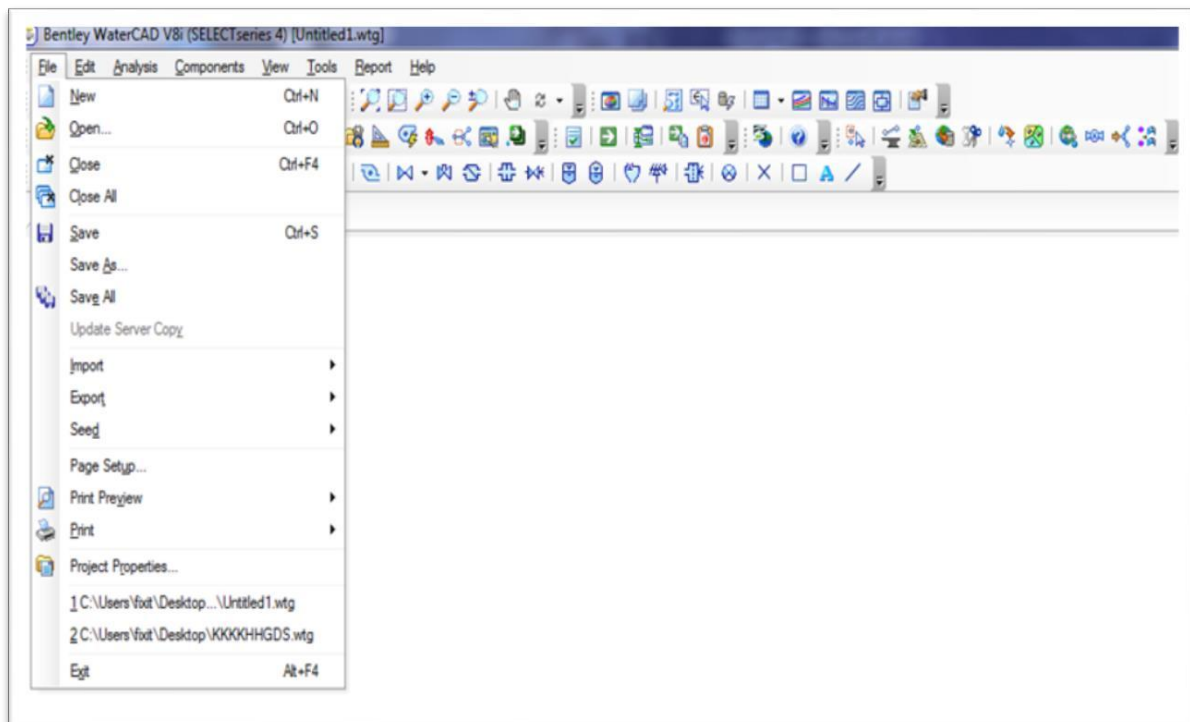 Bentley WaterCAD V8i (SELECTseries 4) [Untitled1.wtg]
File Edit Analysis Components View Tools Report Help
New Ctrl+N
Open... Ctrl+O
Close Ctrl+F4
Close All
Save Ctrl+S
Save As...
Save All
Update Server Copy
Import
Export
Seed
Page Setup...
Print Preview
Print
Project Properties...
1 C:\Users\fixit\Desktop...\Untitled1.wtg
2 C:\Users\fixit\Desktop\KKKKHHGDS.wtg
Exit Alt+F4